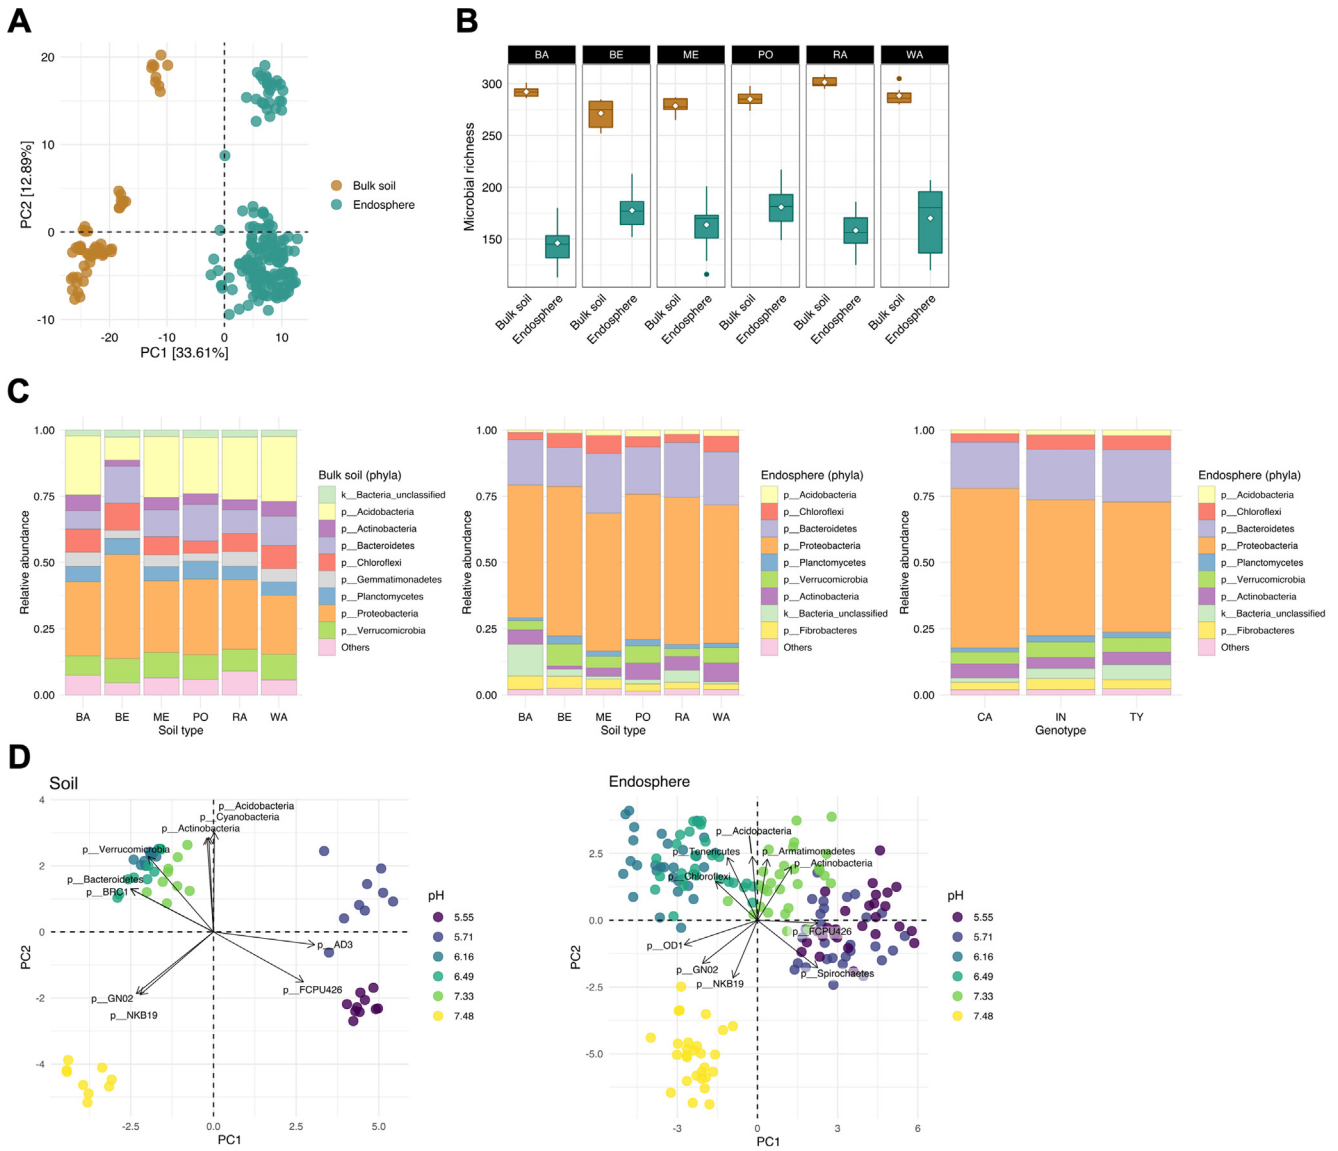 A
20
10
0
-10
-20
-10
0
10
PC1 [33.61%]
PC2 [12.89%]
Bulk soil
Endosphere
B
BA
BE
ME
PO
RA
WA
300
250
200
150
Microbial richness
Bulk soil
Endosphere
Bulk soil
Endosphere
Bulk soil
Endosphere
Bulk soil
Endosphere
Bulk soil
Endosphere
Bulk soil
Endosphere
C
1.00
0.75
0.50
0.25
0.00
Relative abundance
BA
BE
ME
PO
RA
WA
Soil type
Bulk soil (phyla)
k__Bacteria_unclassified
p__Acidobacteria
p__Actinobacteria
p__Bacteroidetes
p__Chloroflexi
p__Gemmatimonadetes
p__Planctomycetes
p__Proteobacteria
p__Verrucomicrobia
Others
1.00
0.75
0.50
0.25
0.00
Relative abundance
BA
BE
ME
PO
RA
WA
Soil type
Endosphere (phyla)
p__Acidobacteria
p__Chloroflexi
p__Bacteroidetes
p__Proteobacteria
p__Planctomycetes
p__Verrucomicrobia
p__Actinobacteria
k__Bacteria_unclassified
p__Fibrobacteres
Others
1.00
0.75
0.50
0.25
0.00
Relative abundance
CA
IN
TY
Genotype
Endosphere (phyla)
p__Acidobacteria
p__Chloroflexi
p__Bacteroidetes
p__Proteobacteria
p__Planctomycetes
p__Verrucomicrobia
p__Actinobacteria
k__Bacteria_unclassified
p__Fibrobacteres
Others
D
Soil
4
2
0
-2
-4
PC2
p__Acidobacteria
p__Cyanobacteria
p__Actinobacteria
p__Verrucomicrobia
p__Bacteroidetes
p__BRC1
p__AD3
p__FCPU426
p__GN02
p__NKB19
-2.5
0.0
2.5
5.0
PC1
pH
5.55
5.71
6.16
6.49
7.33
7.48
Endosphere
2.5
0.0
-2.5
-5.0
PC2
p__Acidobacteria
p__Tenericutes
p__Armatimonadetes
p__Actinobacteria
p__Chloroflexi
p__FCPU426
p__OD1
p__GN02
p__Spirochaetes
p__NKB19
-3
0
3
6
PC1
pH
5.55
5.71
6.16
6.49
7.33
7.48